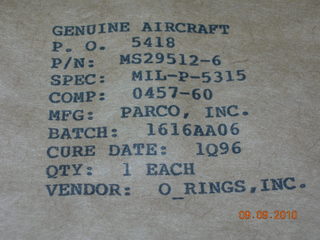 GENUINE AIRCRAFT
P. O. 5418
P/N: MS29512-6
SPEC: MIL-P-5315
COMP: 0457-60
MFG: PARCO, INC.
BATCH: 1616AA06
CURE DATE: 1Q96
QTY: 1 EACH
VENDOR: O_RINGS,INC.
09.09.2010